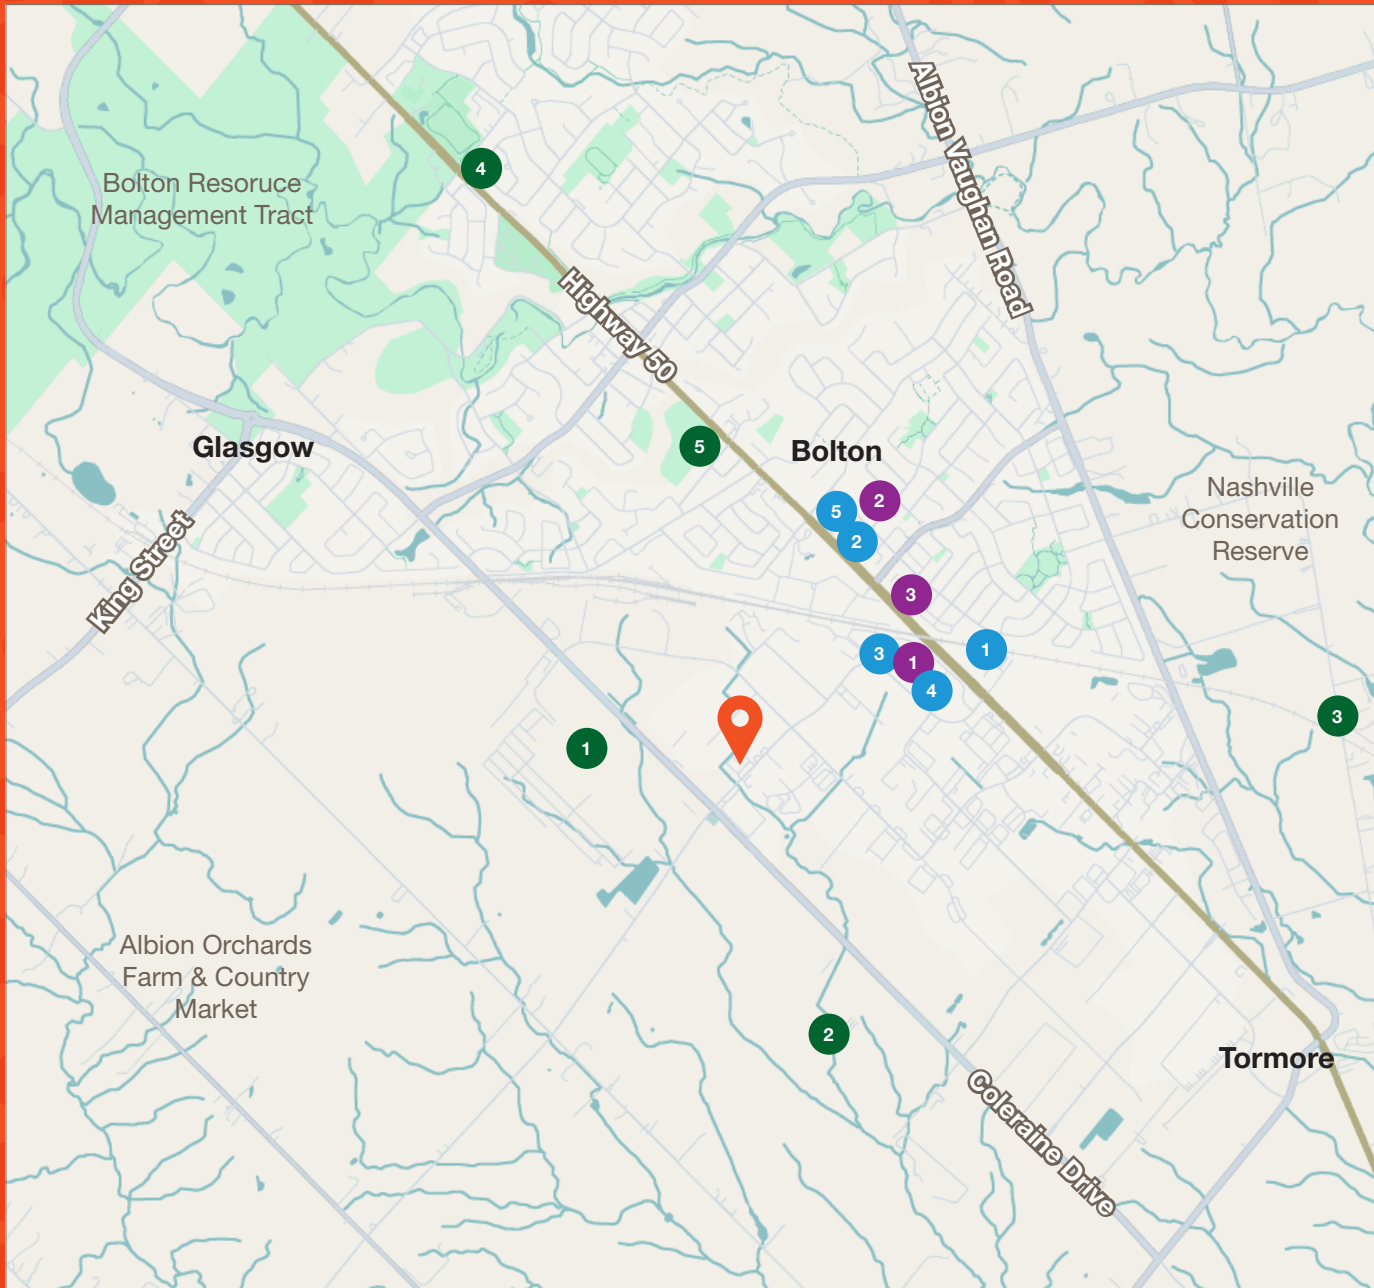 Albion Vaughan Road
4
Bolton Resoruce
Management Tract
Highway 50
Glasgow
5
Bolton
5
2
2
Nashville
Conservation
Reserve
King Street
3
3
1
1
4
3
1
Albion Orchards
Farm & Country
Market
2
Tormore
Coleraine Drive